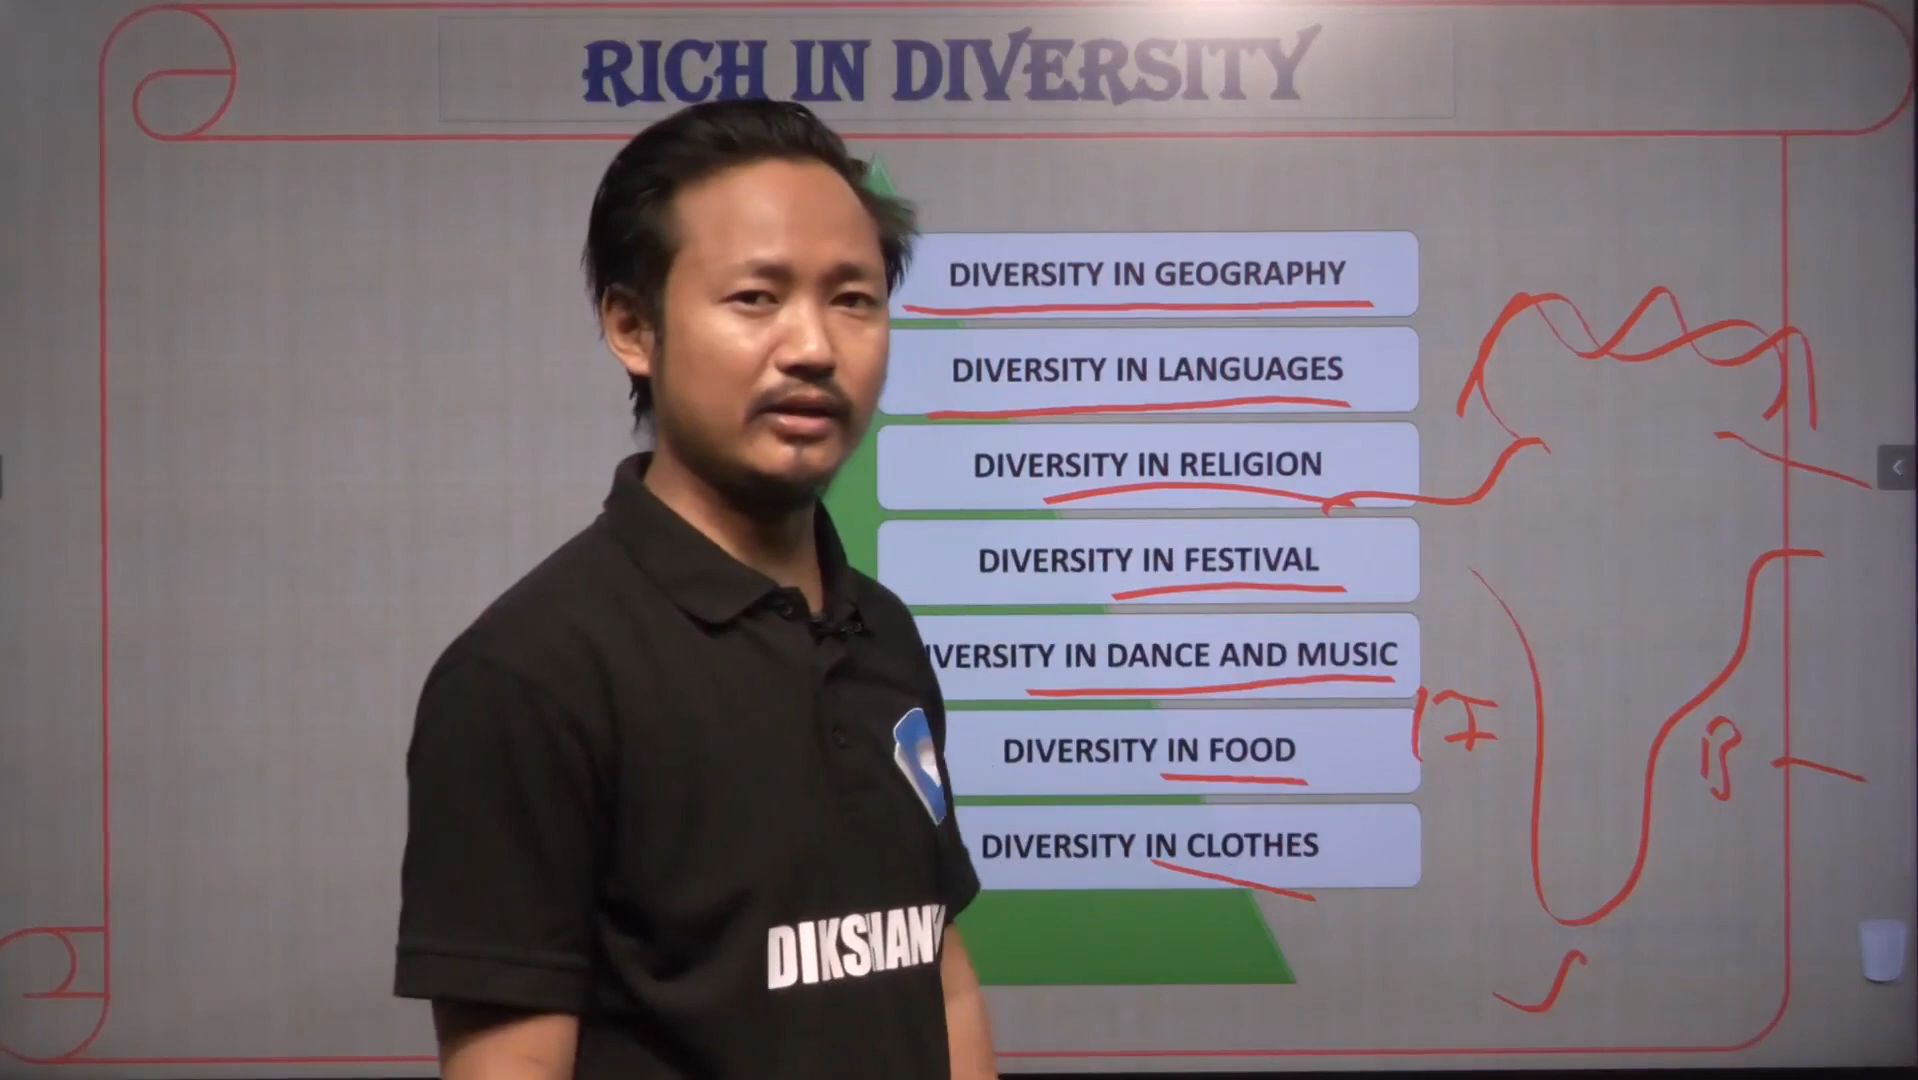 RICH IN DIVERSITY
DIVERSITY IN GEOGRAPHY
DIVERSITY IN LANGUAGES
DIVERSITY IN RELIGION
DIVERSITY IN FESTIVAL
IVERSITY IN DANCE AND MUSIC
DIVERSITY IN FOOD
DIVERSITY IN CLOTHES
DIKSHAN